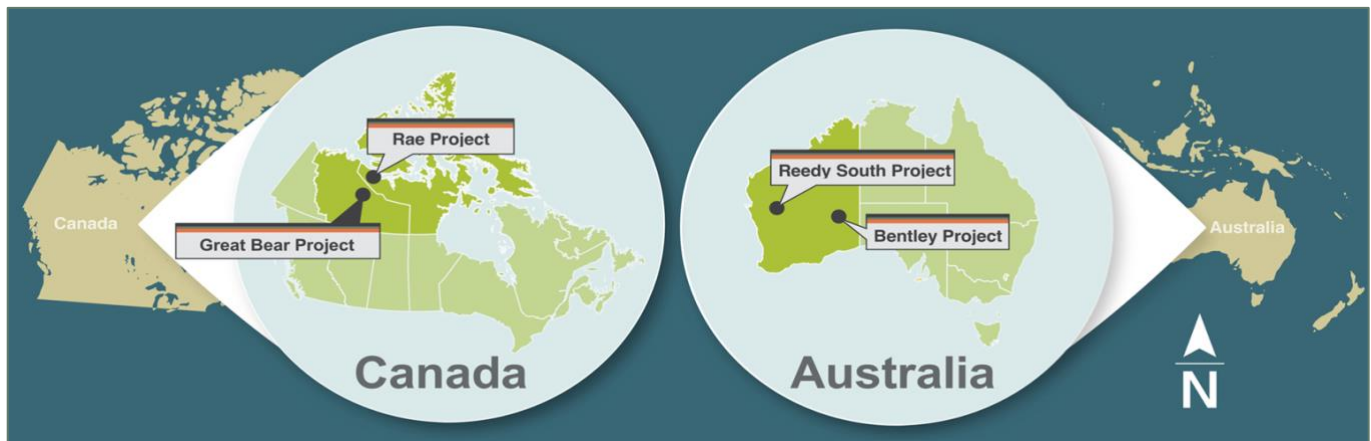 Canada
Rae Project
Great Bear Project
Canada
Reedy South Project
Bentley Project
Australia
Australia
N